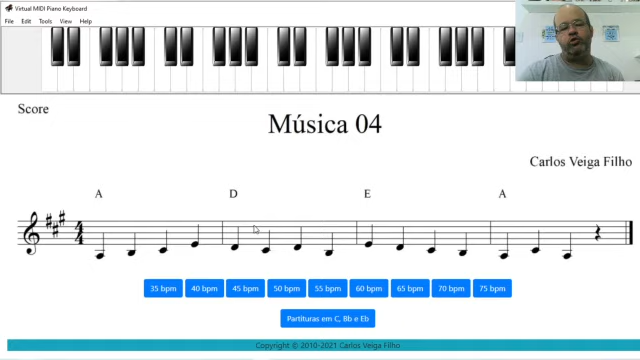 Virtual MIDI Piano Keyboard
File Edit Tools View Help
Score
Música 04
Carlos Veiga Filho
A D E A
35 bpm 40 bpm 45 bpm 50 bpm 55 bpm 60 bpm 65 bpm 70 bpm 75 bpm
Partituras em C, Bb e Eb
Copyright © 2010-2021 Carlos Veiga Filho